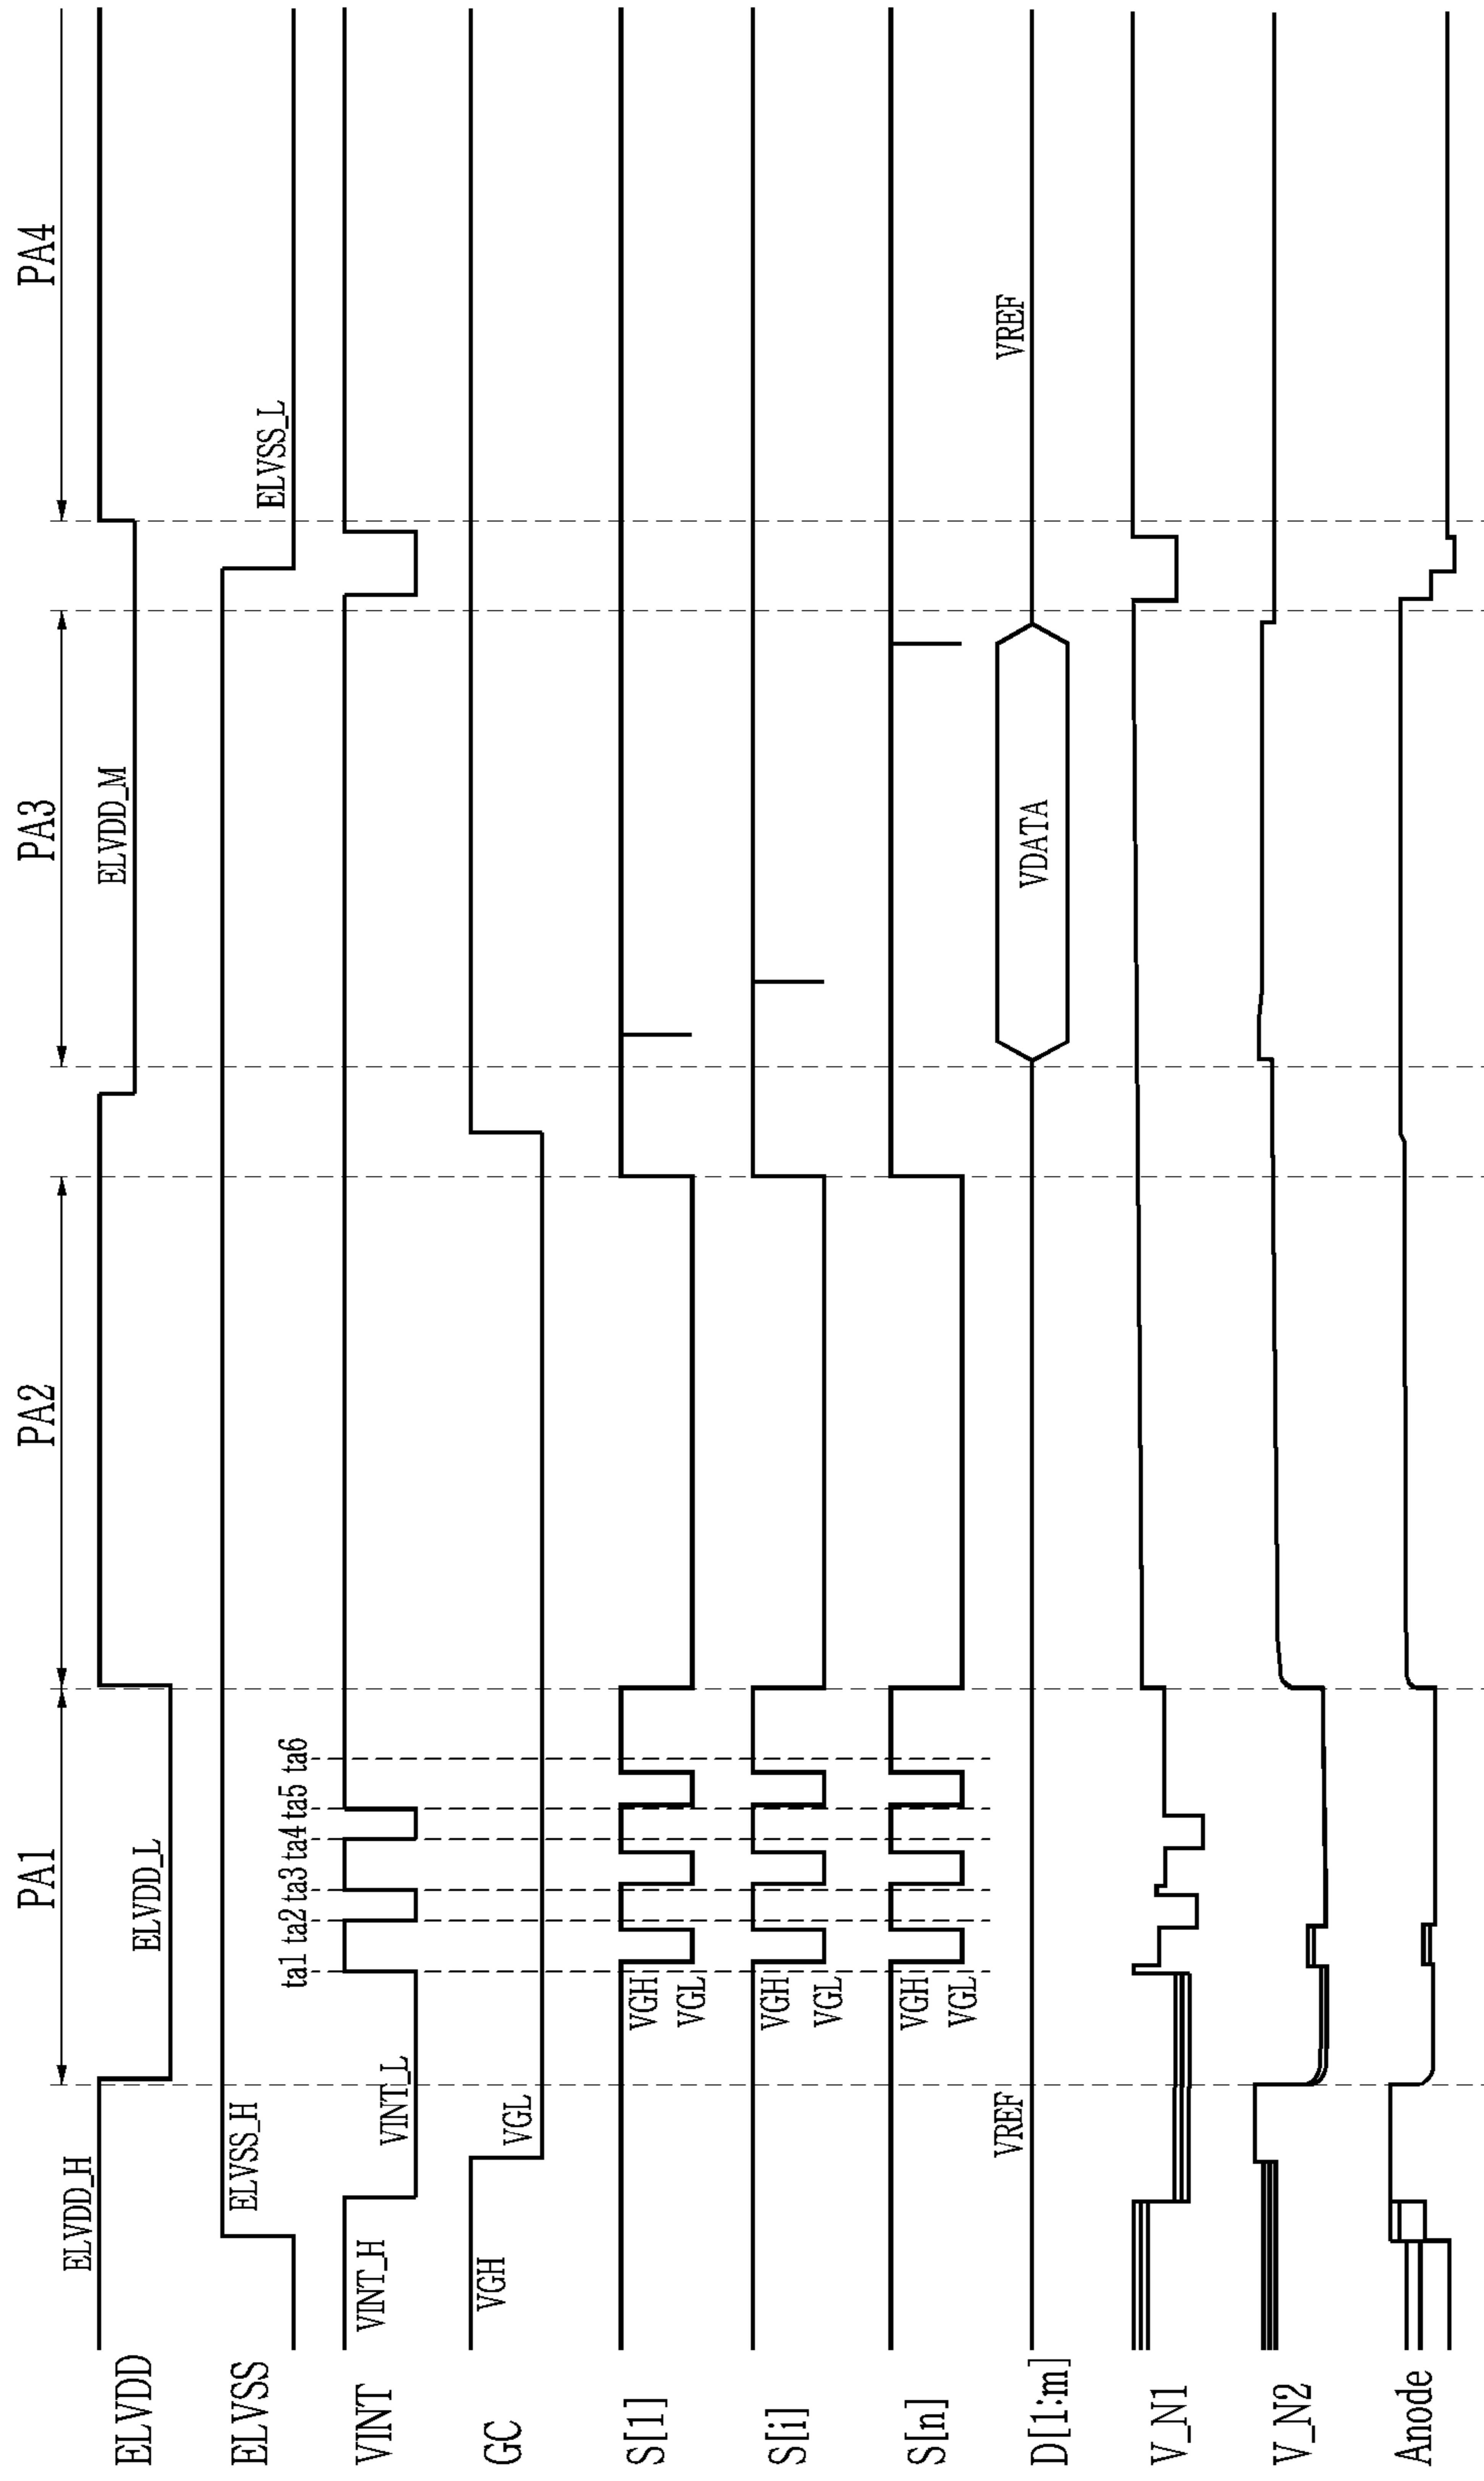 PA1
PA2
PA3
PA4
ELVDD
ELVDD_H
ELVDD_L
ELVDD_M
ELVSS
ELVSS_H
ELVSS_L
ta1 ta2 ta3 ta4 ta5 ta6
VINT
VINT_H
VINT_L
GC
VGH
VGL
S[1]
VGH
VGL
S[i]
VGH
VGL
S[n]
VGH
VGL
D[1:m]
VREF
VDATA
VREF
V_N1
V_N2
Anode